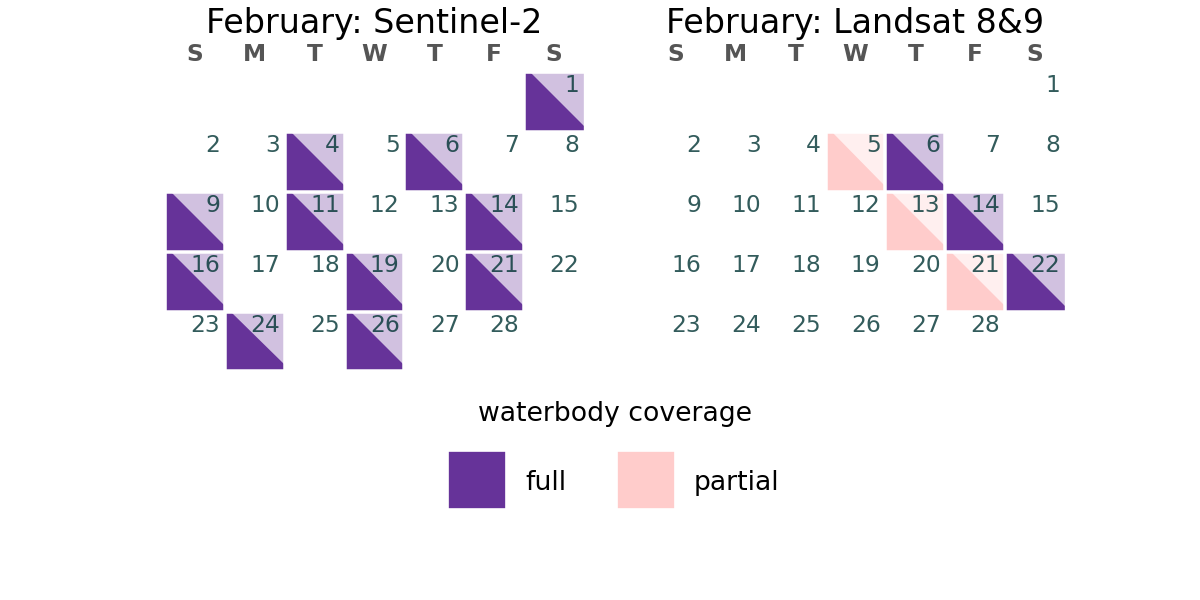 February: Sentinel-2
S M T W T F S
1
2 3 4 5 6 7 8
9 10 11 12 13 14 15
16 17 18 19 20 21 22
23 24 25 26 27 28
February: Landsat 8&9
S M T W T F S
1
2 3 4 5 6 7 8
9 10 11 12 13 14 15
16 17 18 19 20 21 22
23 24 25 26 27 28
waterbody coverage
full partial